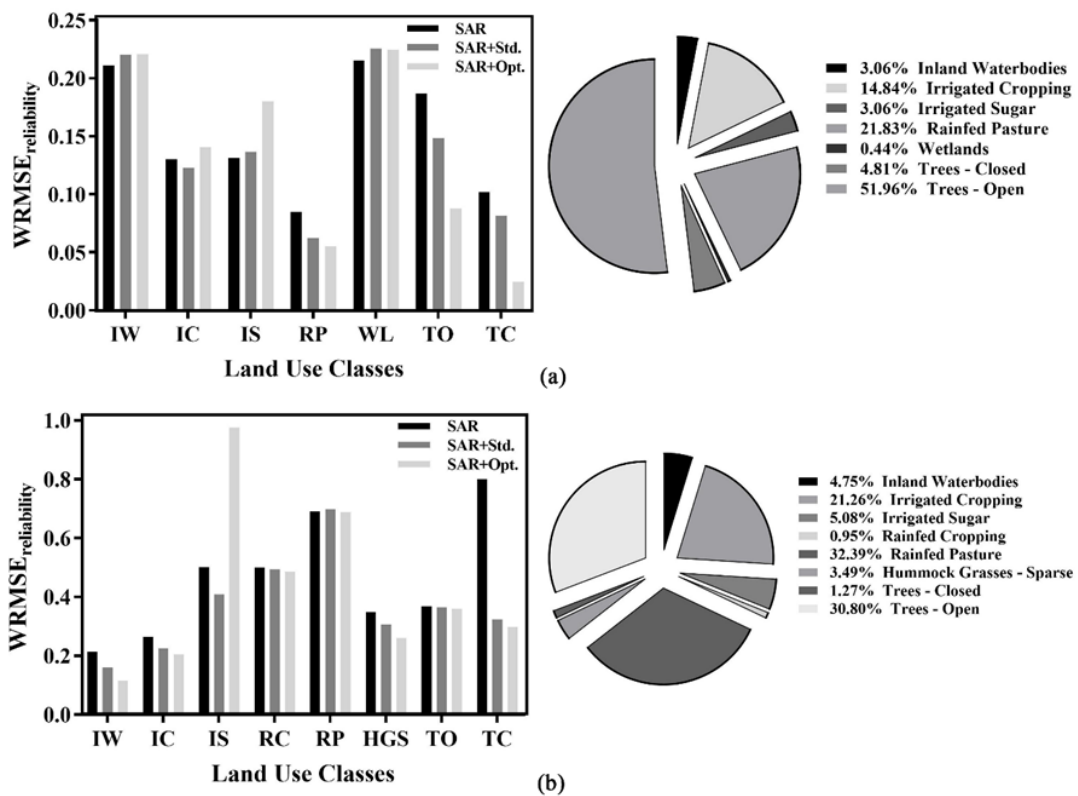 0.25
0.20
0.15
0.10
0.05
0.00
WRMSEreliability
SAR
SAR+Std.
SAR+Opt.
IW IC IS RP WL TO TC
Land Use Classes
3.06% Inland Waterbodies
14.84% Irrigated Cropping
3.06% Irrigated Sugar
21.83% Rainfed Pasture
0.44% Wetlands
4.81% Trees - Closed
51.96% Trees - Open
(a)
1.0
0.8
0.6
0.4
0.2
0.0
WRMSEreliability
SAR
SAR+Std.
SAR+Opt.
IW IC IS RC RP HGS TO TC
Land Use Classes
4.75% Inland Waterbodies
21.26% Irrigated Cropping
5.08% Irrigated Sugar
0.95% Rainfed Cropping
32.39% Rainfed Pasture
3.49% Hummock Grasses - Sparse
1.27% Trees - Closed
30.80% Trees - Open
(b)